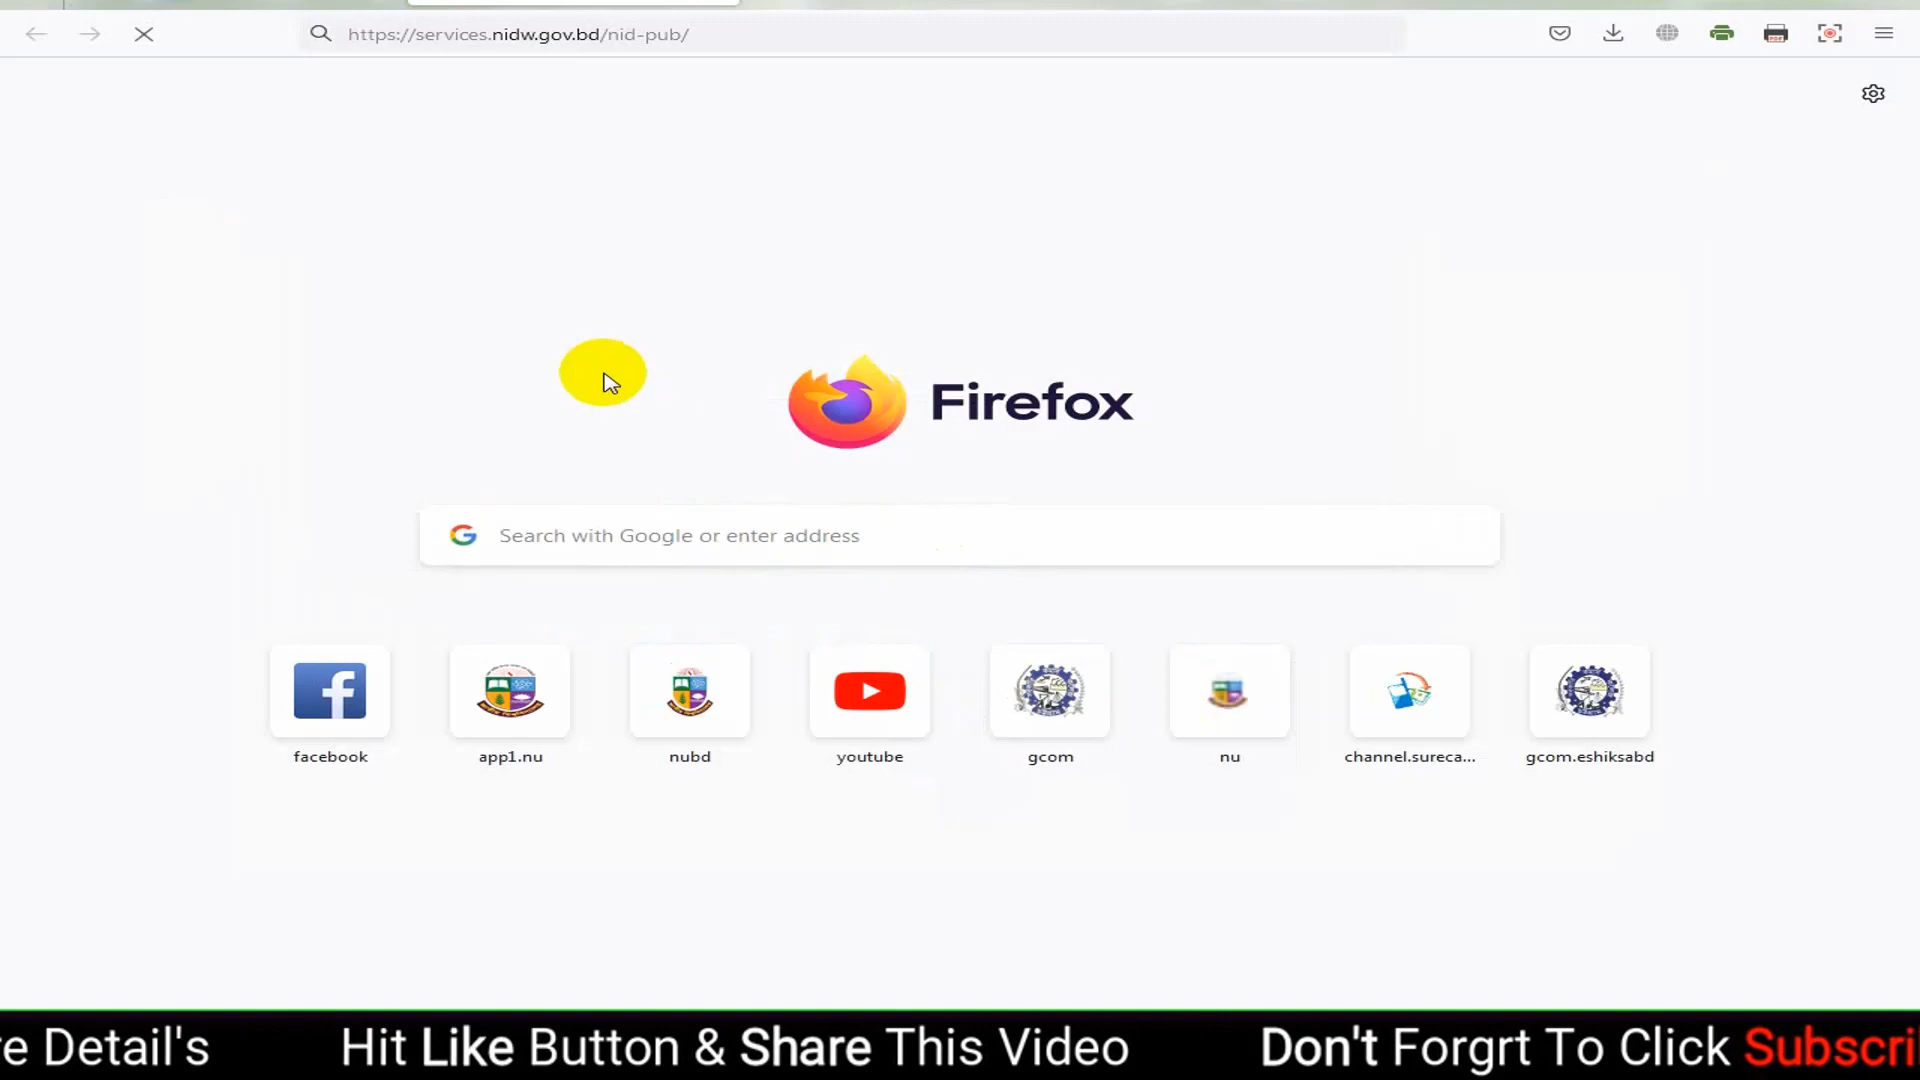 https://services.nidw.gov.bd/nid-pub/
Firefox
Search with Google or enter address
facebook
app1.nu
nubd
youtube
gcom
nu
channel.sureca...
gcom.eshiksabd
re Detail's Hit Like Button & Share This Video Don't Forgrt To Click Subscri